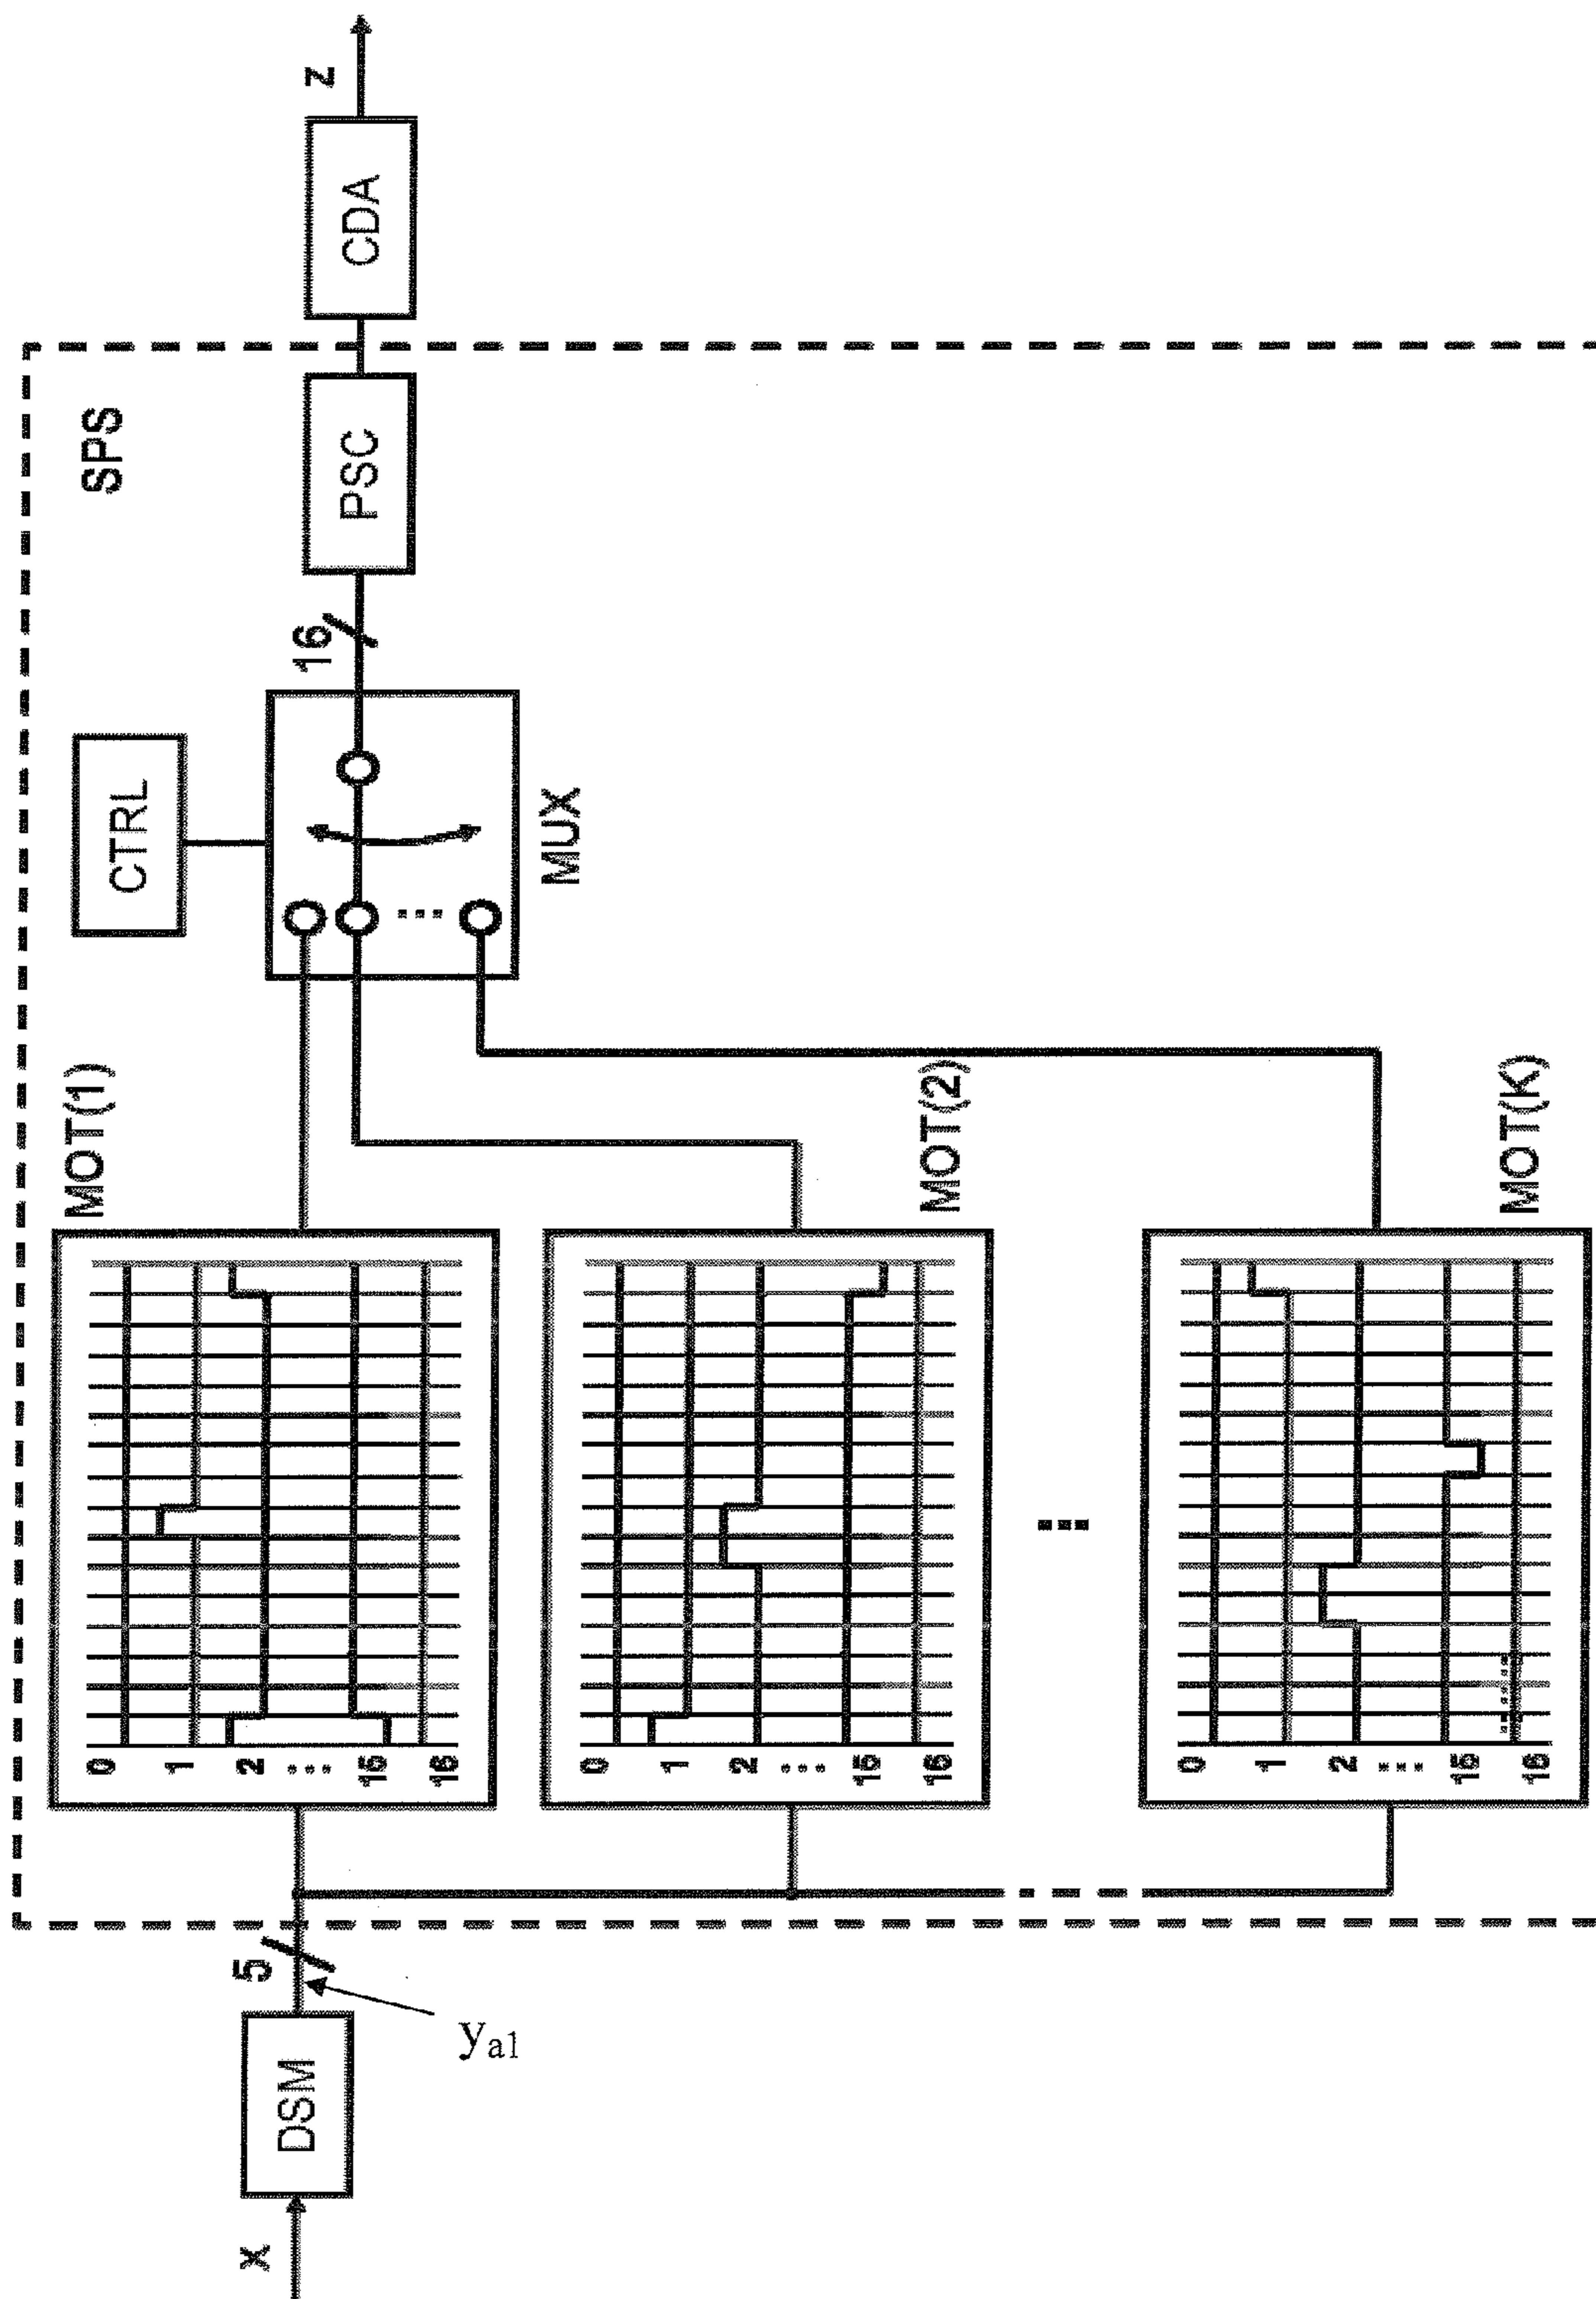 x
DSM
5
y_a1
SPS
MOT(1)
0
1
2
...
15
16
MOT(2)
0
1
2
...
15
16
...
MOT(K)
0
1
2
...
15
16
CTRL
MUX
16
PSC
CDA
z